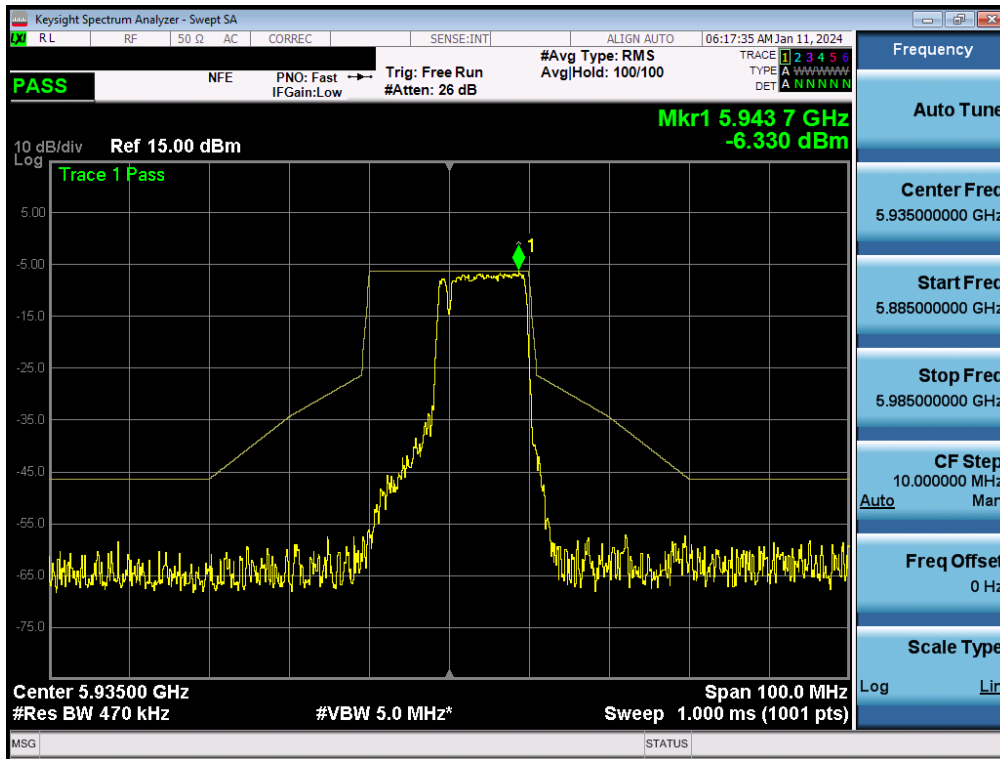 Keysight Spectrum Analyzer - Swept SA
LXI RL RF 50 Ω AC CORREC SENSE:INT ALIGN AUTO 06:17:35 AM Jan 11, 2024
PASS
NFE
PNO: Fast
IFGain:Low
Trig: Free Run
#Atten: 26 dB
#Avg Type: RMS
Avg|Hold: 100/100
TRACE 1 2 3 4 5 6
TYPE A WWWWW
DET A N N N N N
Mkr1 5.943 7 GHz
-6.330 dBm
10 dB/div Ref 15.00 dBm
Log
Trace 1 Pass
1
5.00
-5.00
-15.0
-25.0
-35.0
-45.0
-55.0
-65.0
-75.0
Center 5.93500 GHz Span 100.0 MHz
#Res BW 470 kHz #VBW 5.0 MHz* Sweep 1.000 ms (1001 pts)
MSG STATUS
Frequency
Auto Tune
Center Freq
5.935000000 GHz
Start Freq
5.885000000 GHz
Stop Freq
5.985000000 GHz
CF Step
10.000000 MHz
Auto Man
Freq Offset
0 Hz
Scale Type
Log Lin